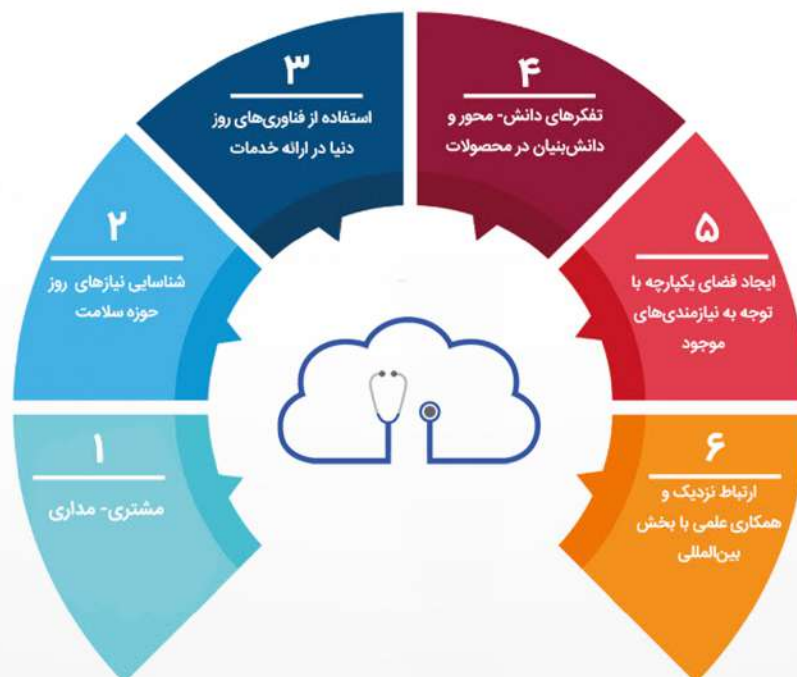 ۱
مشتری- مداری
۲
شناسایی نیازهای روز
حوزه سلامت
۳
استفاده از فناوری‌های روز
دنیا در ارائه خدمات
۴
تفکرهای دانش- محور و
دانش‌بنیان در محصولات
۵
ایجاد فضای یکپارچه با
توجه به نیازمندی‌های
موجود
۶
ارتباط نزدیک و
همکاری علمی با بخش
بین‌المللی